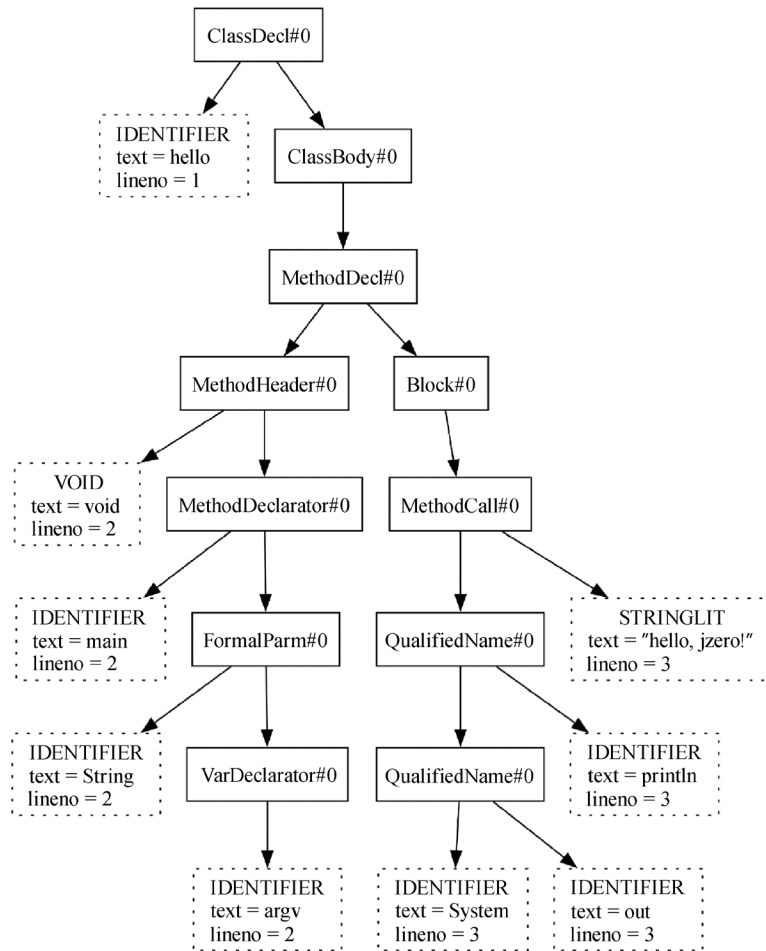 ClassDecl#0
IDENTIFIER
text = hello
lineno = 1
ClassBody#0
MethodDecl#0
MethodHeader#0
Block#0
VOID
text = void
lineno = 2
MethodDeclarator#0
MethodCall#0
IDENTIFIER
text = main
lineno = 2
FormalParm#0
QualifiedName#0
STRINGLIT
text = "hello, jzero!"
lineno = 3
IDENTIFIER
text = String
lineno = 2
VarDeclarator#0
QualifiedName#0
IDENTIFIER
text = println
lineno = 3
IDENTIFIER
text = argv
lineno = 2
IDENTIFIER
text = System
lineno = 3
IDENTIFIER
text = out
lineno = 3